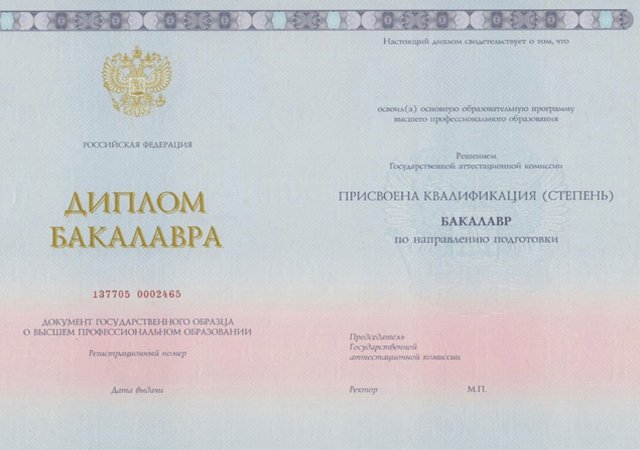 РОССИЙСКАЯ ФЕДЕРАЦИЯ
ДИПЛОМ
БАКАЛАВРА
137705 0002465
ДОКУМЕНТ ГОСУДАРСТВЕННОГО ОБРАЗЦА
О ВЫСШЕМ ПРОФЕССИОНАЛЬНОМ ОБРАЗОВАНИИ
Регистрационный номер
Дата выдачи
Настоящий диплом свидетельствует о том, что
освоил(а) основную образовательную программу
высшего профессионального образования
Решением
Государственной аттестационной комиссии
ПРИСВОЕНА КВАЛИФИКАЦИЯ (СТЕПЕНЬ)
БАКАЛАВР
по направлению подготовки
Председатель
Государственной
аттестационной комиссии
Ректор М.П.